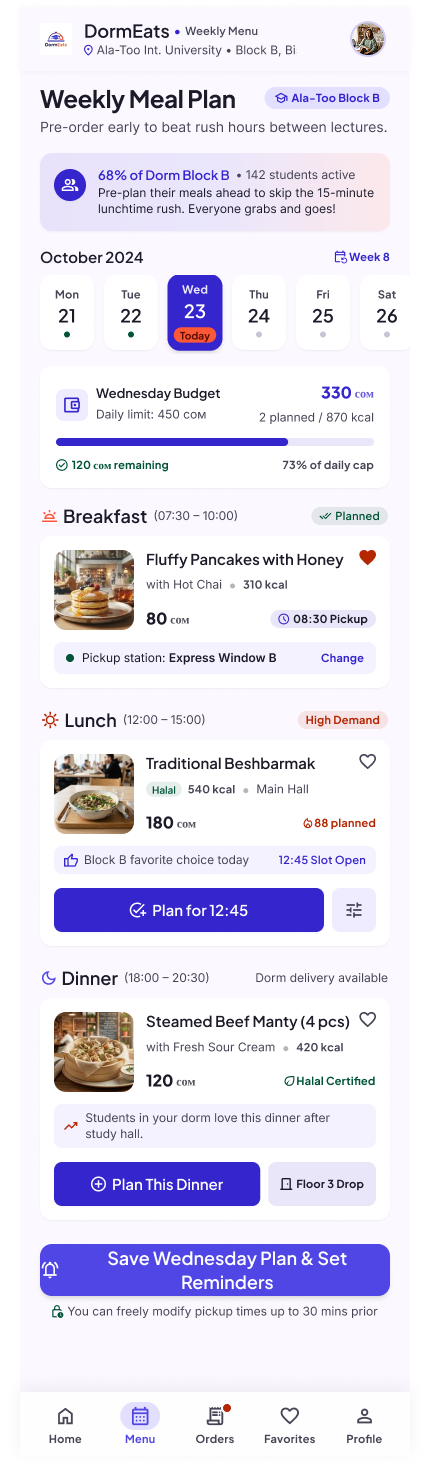 DormEats
DormEats • Weekly Menu
Ala-Too Int. University • Block B, Bi
Weekly Meal Plan
Ala-Too Block B
Pre-order early to beat rush hours between lectures.
68% of Dorm Block B • 142 students active
Pre-plan their meals ahead to skip the 15-minute
lunchtime rush. Everyone grabs and goes!
October 2024
Week 8
Mon Tue Wed Thu Fri Sat
21 22 23 24 25 26
Today
Wednesday Budget
330 сом
Daily limit: 450 сом
2 planned / 870 kcal
120 сом remaining
73% of daily cap
Breakfast (07:30 – 10:00)
Planned
Fluffy Pancakes with Honey
with Hot Chai • 310 kcal
80 сом
08:30 Pickup
Pickup station: Express Window B
Change
Lunch (12:00 – 15:00)
High Demand
Traditional Beshbarmak
Halal 540 kcal • Main Hall
180 сом
88 planned
Block B favorite choice today
12:45 Slot Open
Plan for 12:45
Dinner (18:00 – 20:30)
Dorm delivery available
Steamed Beef Manty (4 pcs)
with Fresh Sour Cream • 420 kcal
120 сом
Halal Certified
Students in your dorm love this dinner after
study hall.
Plan This Dinner
Floor 3 Drop
Save Wednesday Plan & Set
Reminders
You can freely modify pickup times up to 30 mins prior
Home Menu Orders Favorites Profile